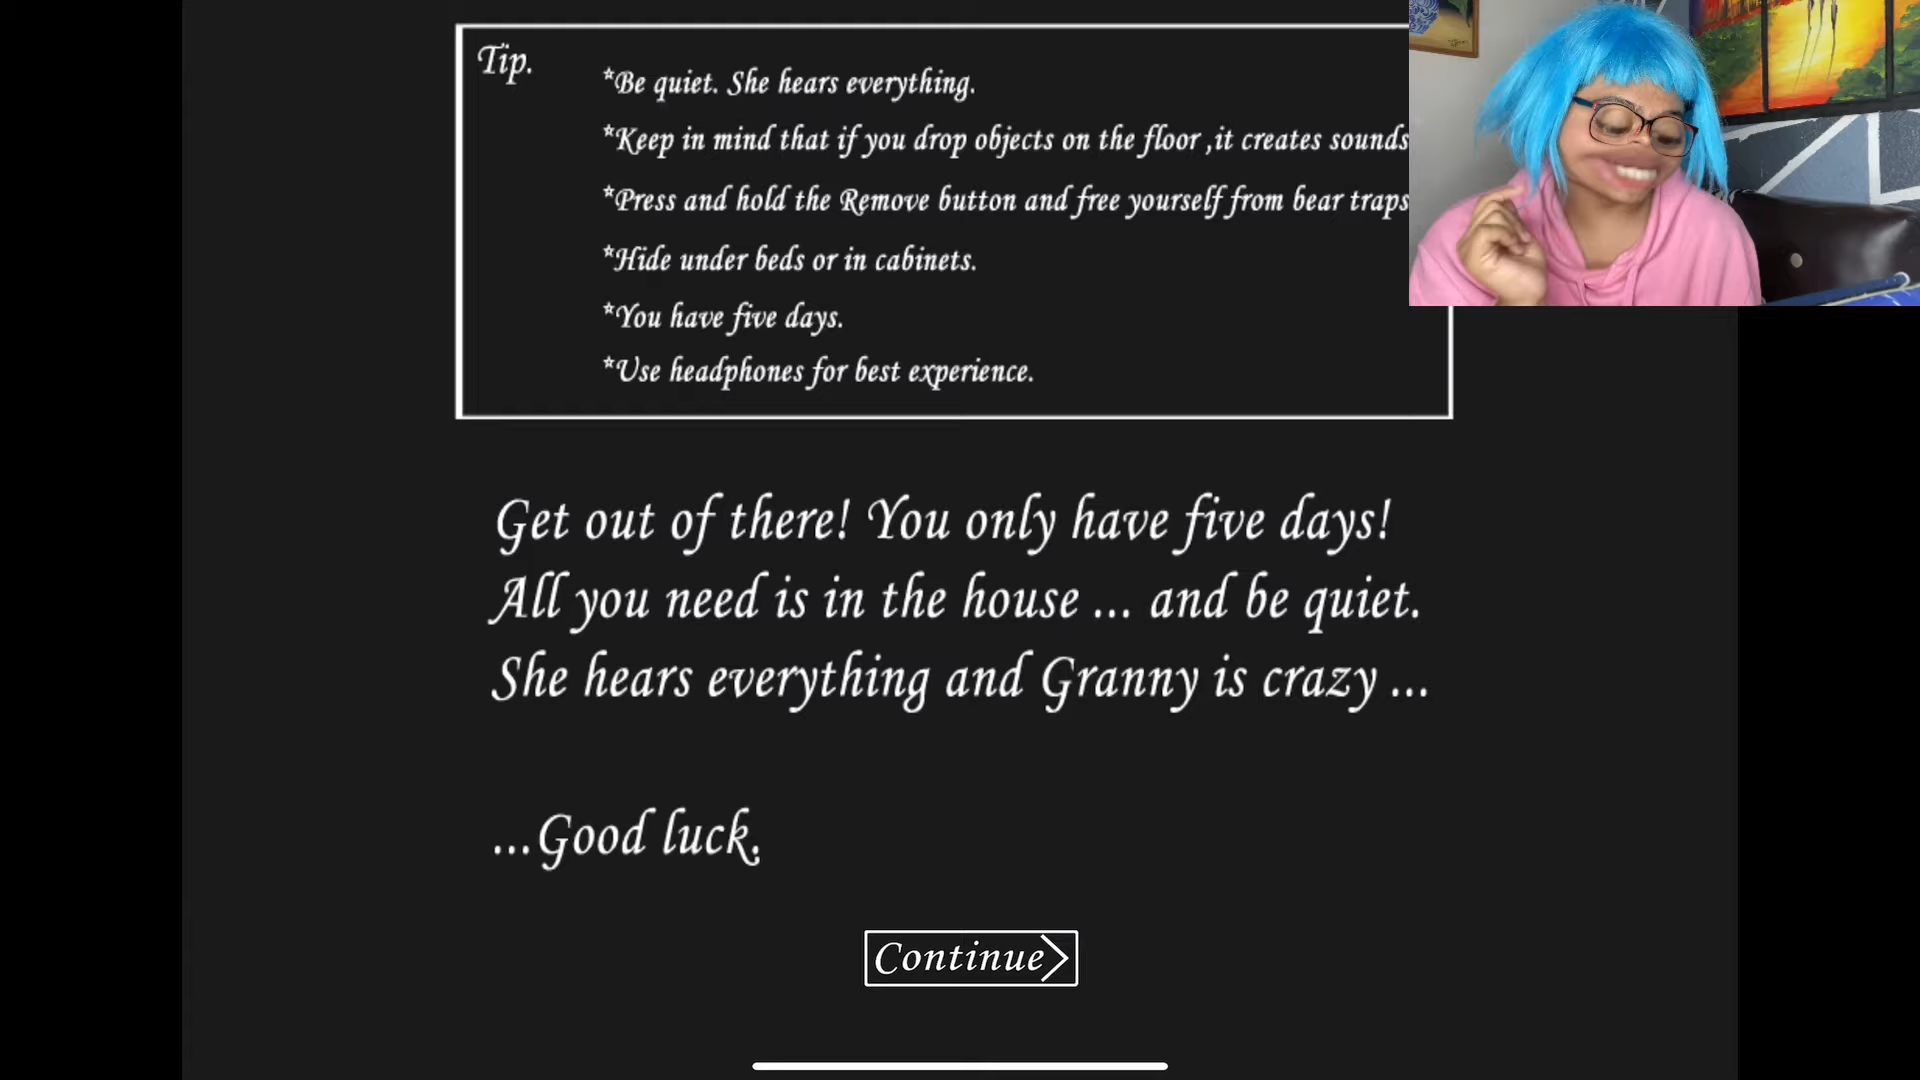 Tip.
*Be quiet. She hears everything.
*Keep in mind that if you drop objects on the floor ,it creates sounds
*Press and hold the Remove button and free yourself from bear traps
*Hide under beds or in cabinets.
*You have five days.
*Use headphones for best experience.
Get out of there! You only have five days!
All you need is in the house ... and be quiet.
She hears everything and Granny is crazy ...
...Good luck.
Continue>